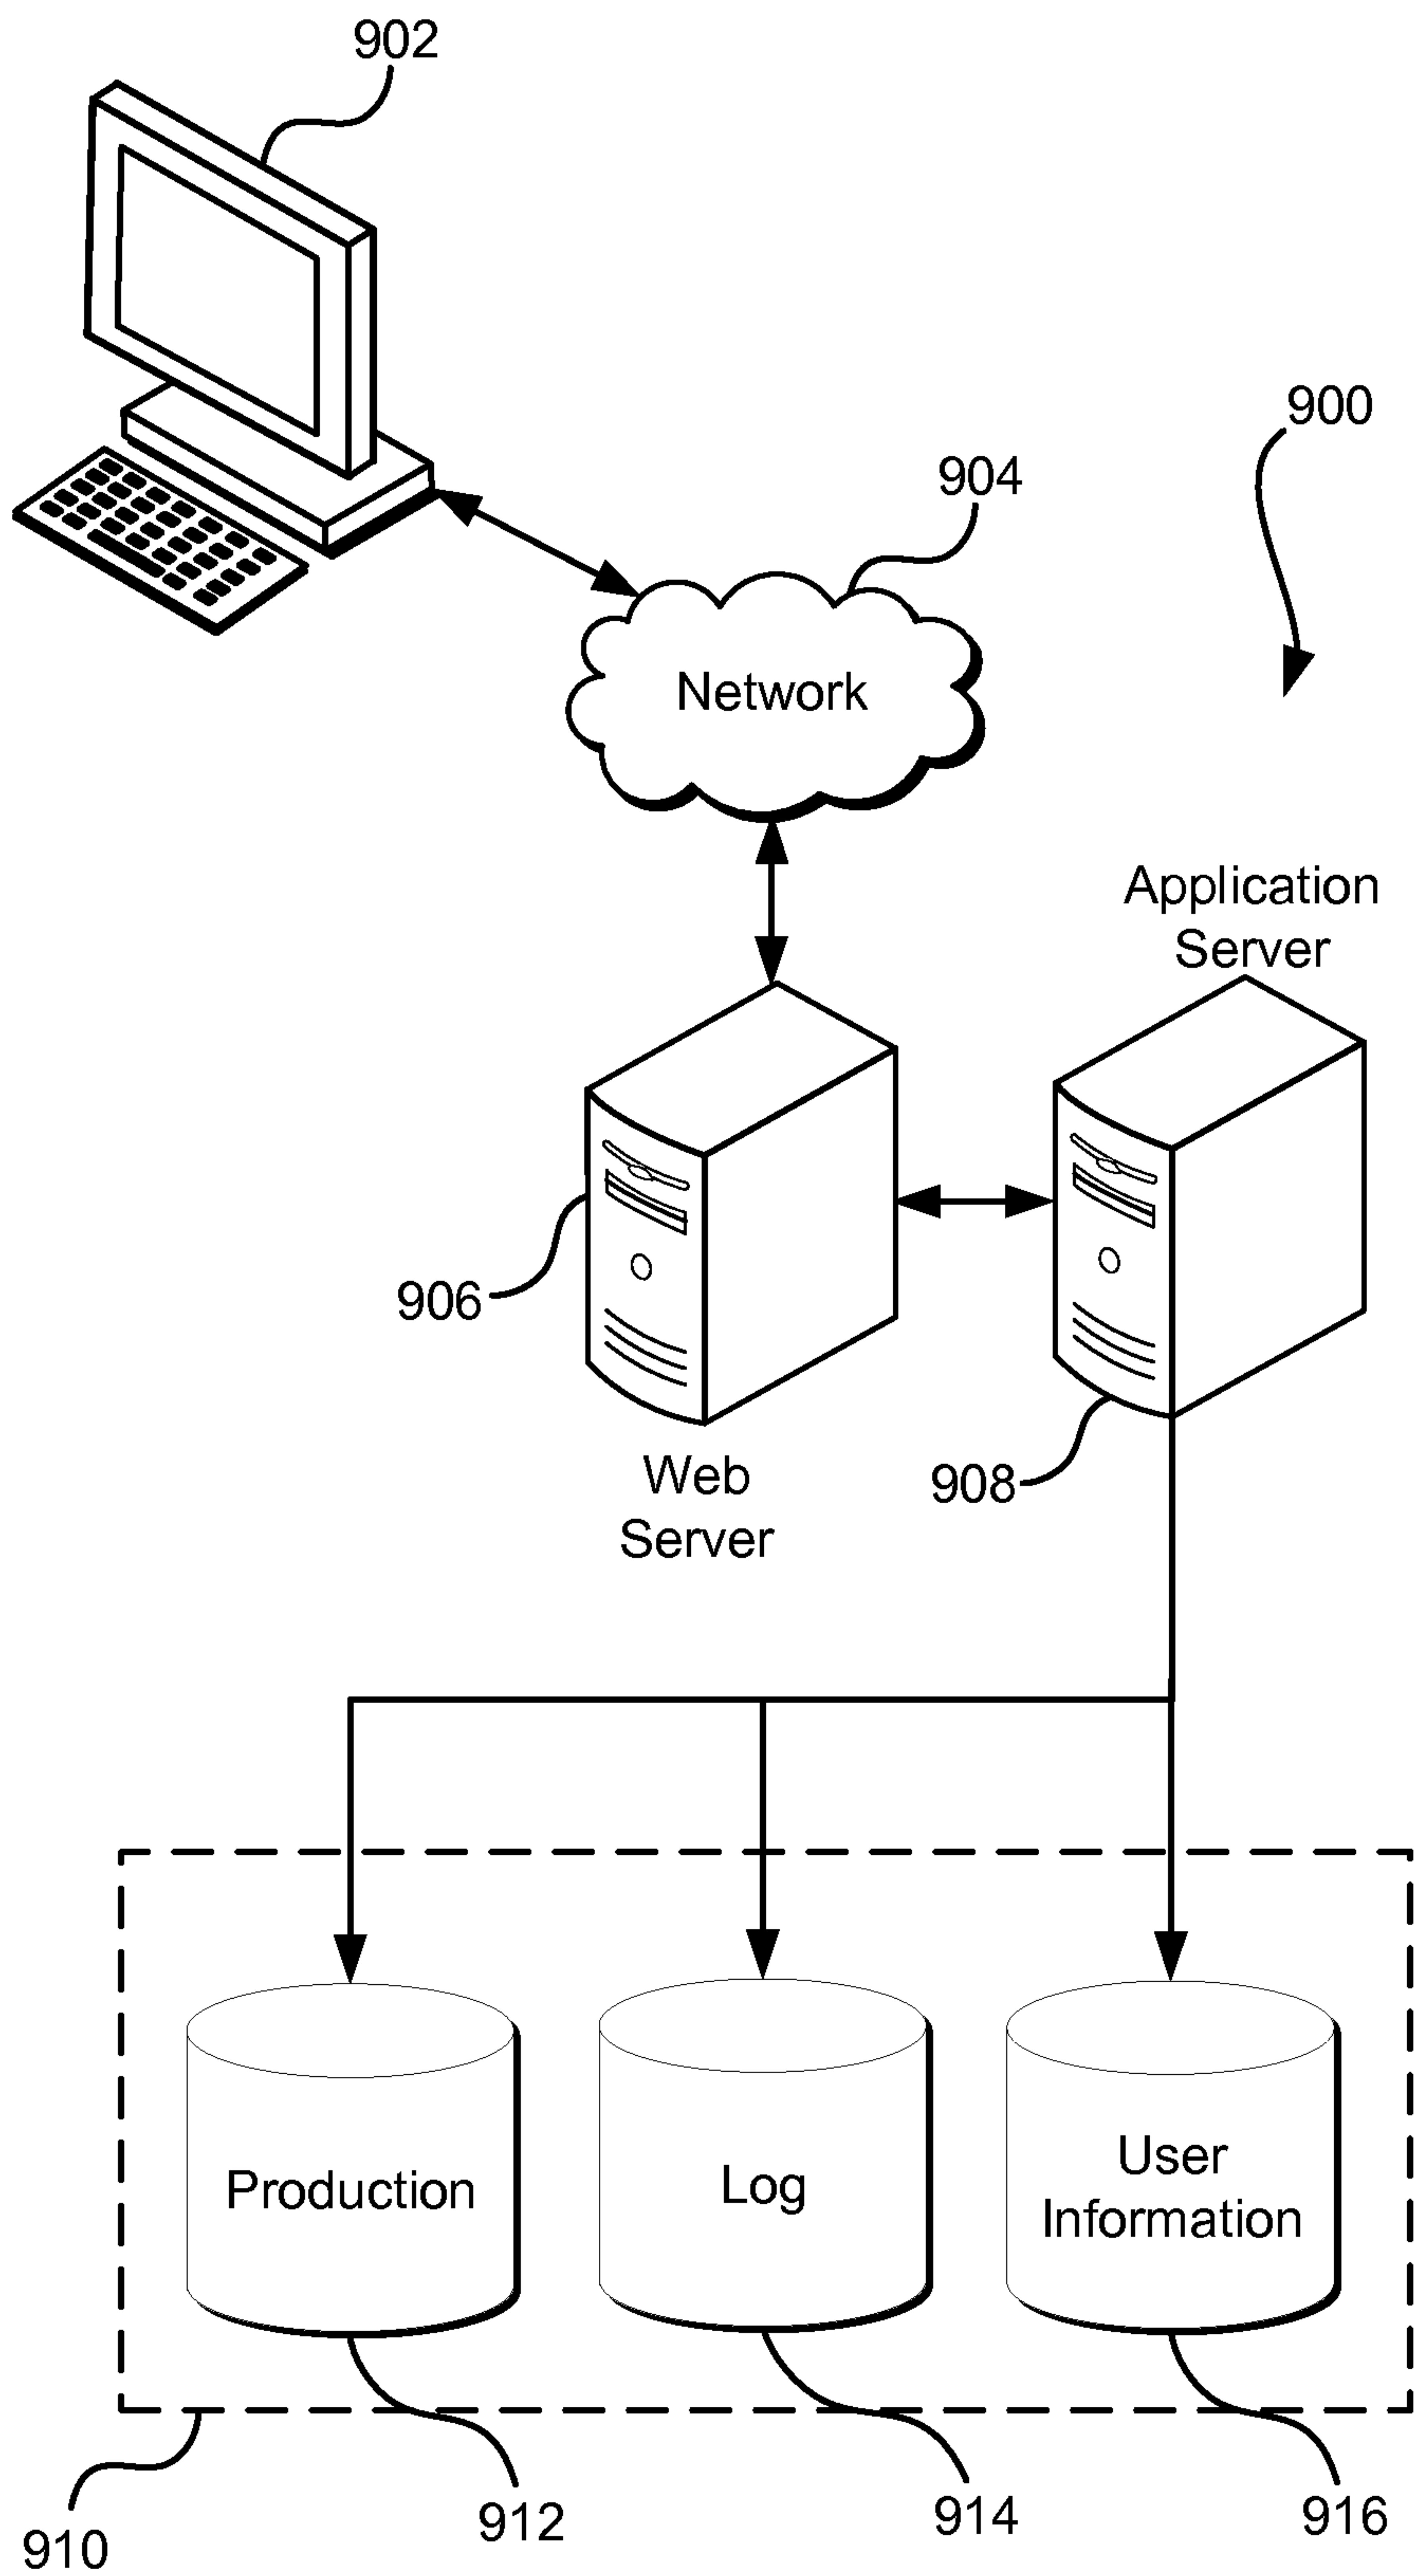 902
900
904
Network
Application
Server
906
Web
Server
908
Production
Log
User
Information
910
912
914
916